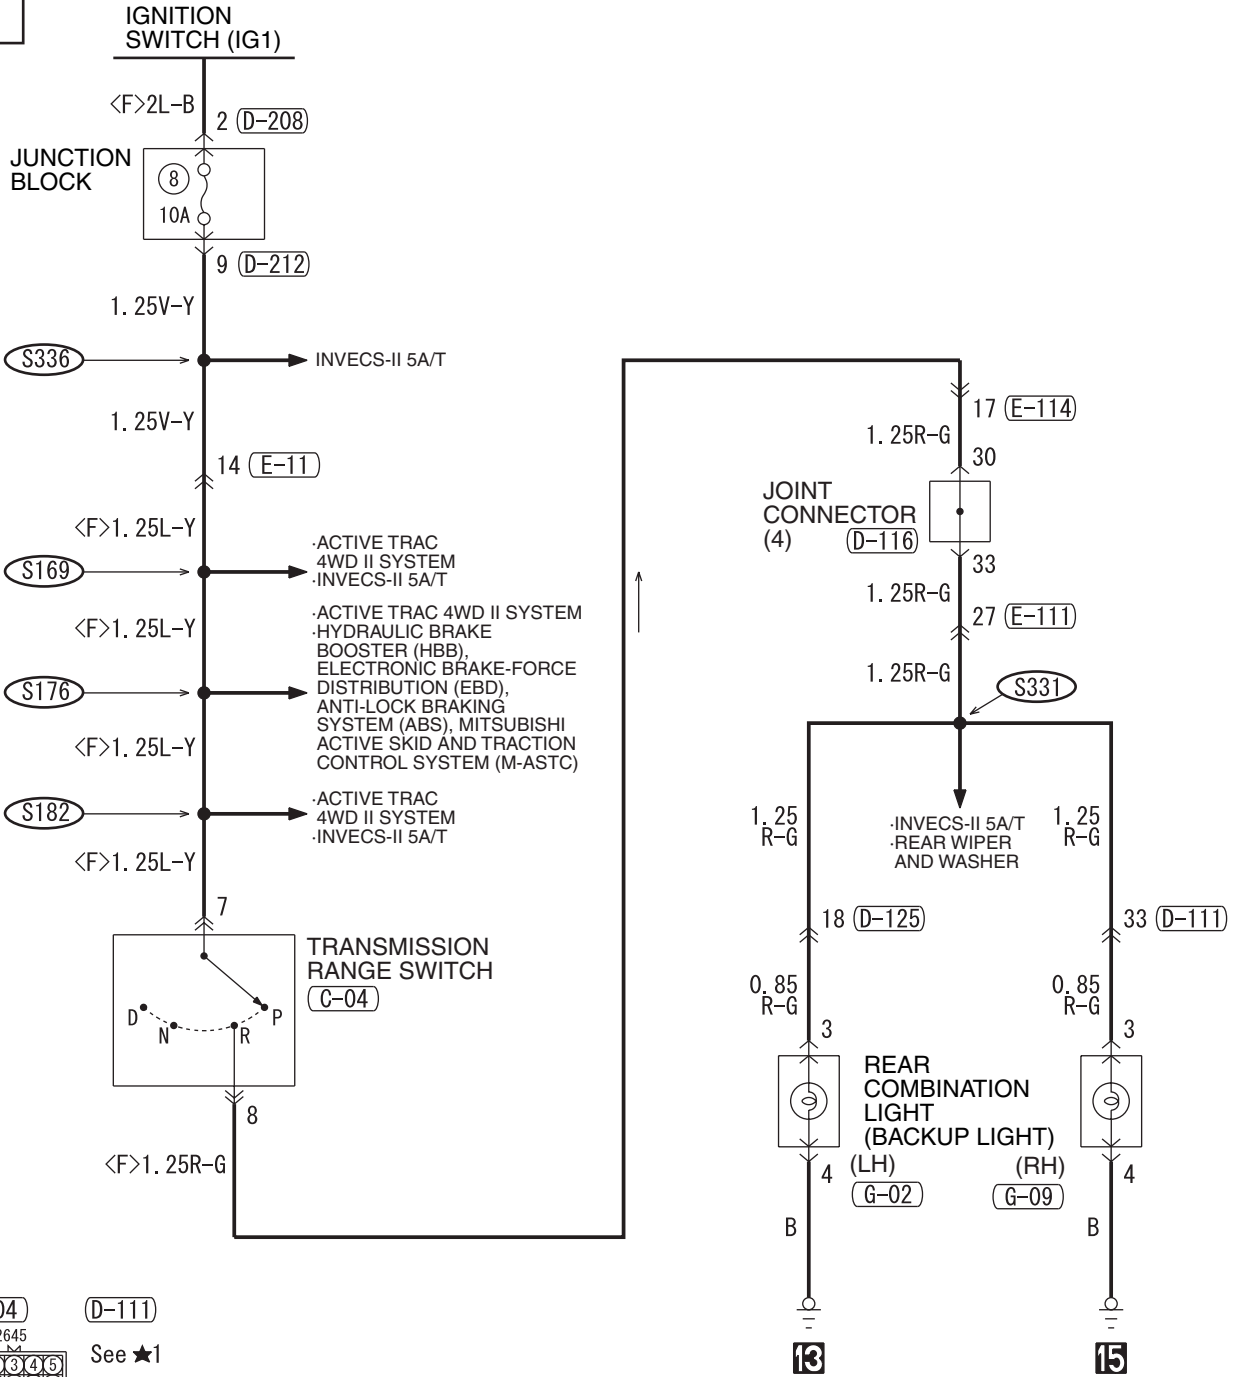 IGNITION
SWITCH (IG1)
<F>2L-B
2 (D-208)
JUNCTION
BLOCK
8
10A
9 (D-212)
1.25V-Y
S336
INVECS-II 5A/T
1.25V-Y
14 (E-11)
<F>1.25L-Y
S169
·ACTIVE TRAC
4WD II SYSTEM
·INVECS-II 5A/T
<F>1.25L-Y
S176
·ACTIVE TRAC 4WD II SYSTEM
·HYDRAULIC BRAKE
BOOSTER (HBB),
ELECTRONIC BRAKE-FORCE
DISTRIBUTION (EBD),
ANTI-LOCK BRAKING
SYSTEM (ABS), MITSUBISHI
ACTIVE SKID AND TRACTION
CONTROL SYSTEM (M-ASTC)
<F>1.25L-Y
S182
·ACTIVE TRAC
4WD II SYSTEM
·INVECS-II 5A/T
<F>1.25L-Y
7
TRANSMISSION
RANGE SWITCH
C-04
D
N
R
P
8
<F>1.25R-G
17 (E-114)
1.25R-G
30
JOINT
CONNECTOR
(4)
D-116
33
1.25R-G
27 (E-111)
1.25R-G
S331
·INVECS-II 5A/T
·REAR WIPER
AND WASHER
1.25
R-G
1.25
R-G
18 (D-125)
33 (D-111)
0.85
R-G
0.85
R-G
3
3
REAR
COMBINATION
LIGHT
(BACKUP LIGHT)
(LH)
(RH)
4
G-02
G-09
4
B
B
13
15
04
D-111
2645
3 4 5
See ★1